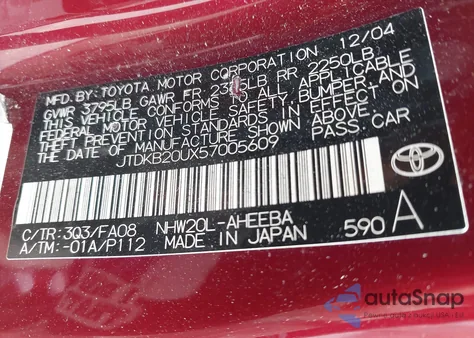 MFD. BY: TOYOTA MOTOR CORPORATION 12/04
GVWR 3795LB GAWR FR LB RR 2250LB
THIS VEHICLE CONFORMS TO ALL APPLICABLE
FEDERAL MOTOR VEHICLE SAFETY, BUMPER, AND
THEFT PREVENTION STANDARDS IN EFFECT ON THE
DATE OF MANUFACTURE SHOWN ABOVE.
JTDKB20UX57005609 PASS. CAR
C/TR: 3Q3/FA08 NHW20L-AHEEBA
A/TM: -01A/P112 MADE IN JAPAN 590 A
TOYOTA
autoSnap